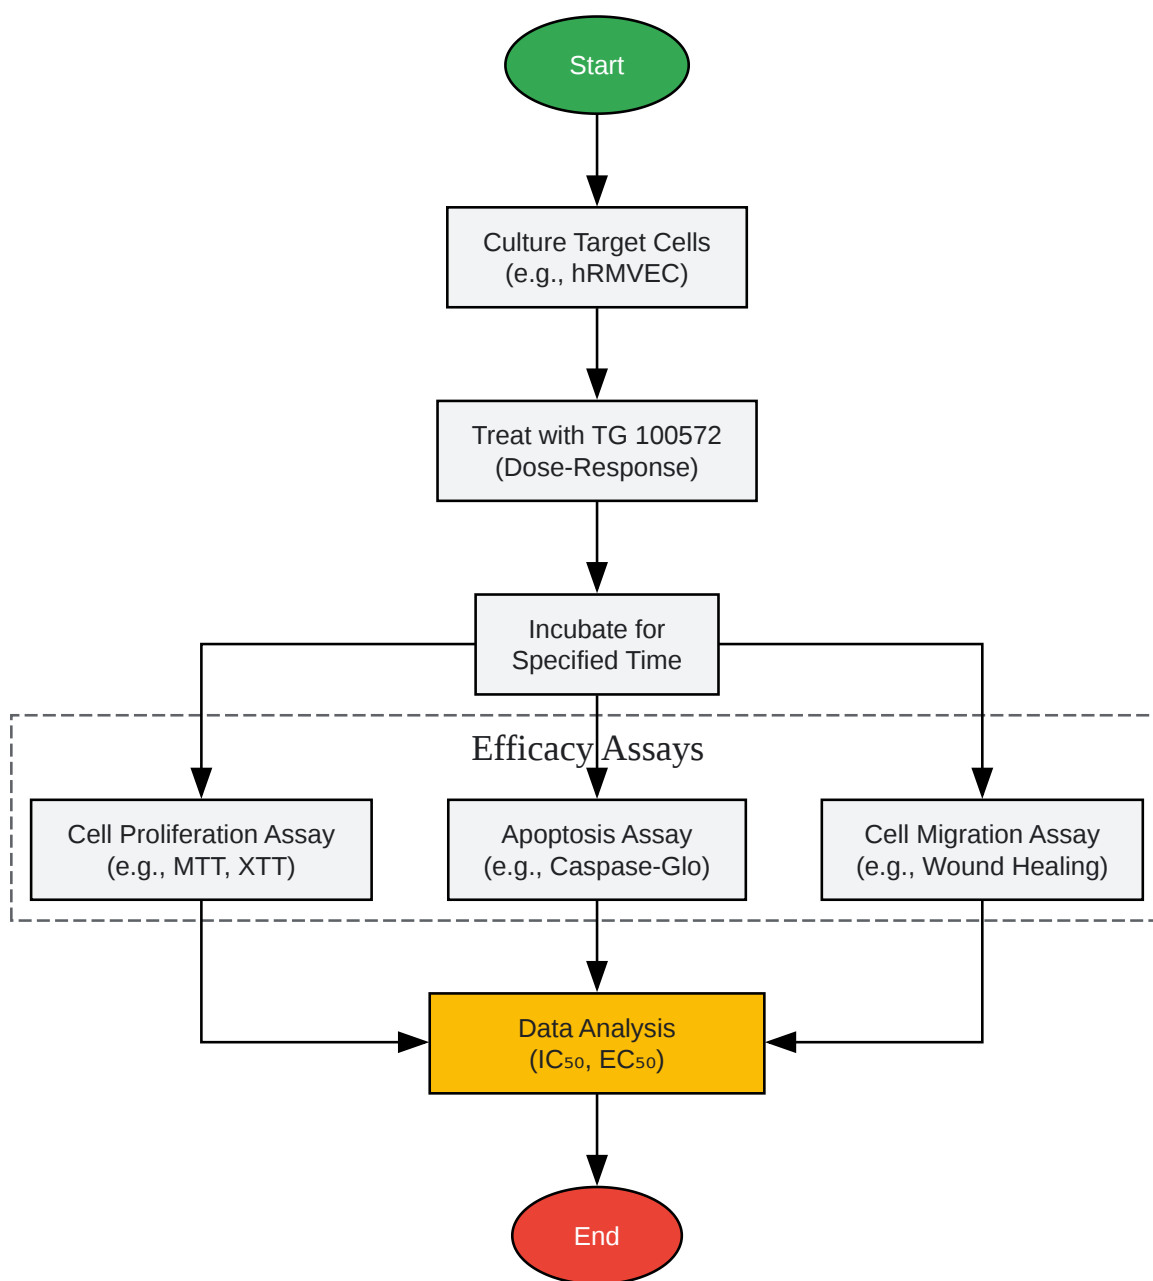 Start
Culture Target Cells
(e.g., hRMVEC)
Treat with TG 100572
(Dose-Response)
Incubate for
Specified Time
Efficacy Assays
Cell Proliferation Assay
(e.g., MTT, XTT)
Apoptosis Assay
(e.g., Caspase-Glo)
Cell Migration Assay
(e.g., Wound Healing)
Data Analysis
(IC₅₀, EC₅₀)
End